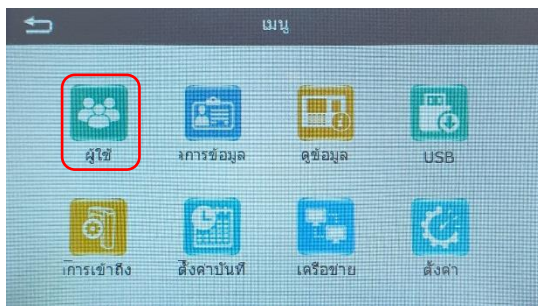 เมนู
ผู้ใช้ งการข้อมูล ดูข้อมูล USB
การเข้าถึง ตั้งค่าบันทึ เครือข่าย ตั้งค่า